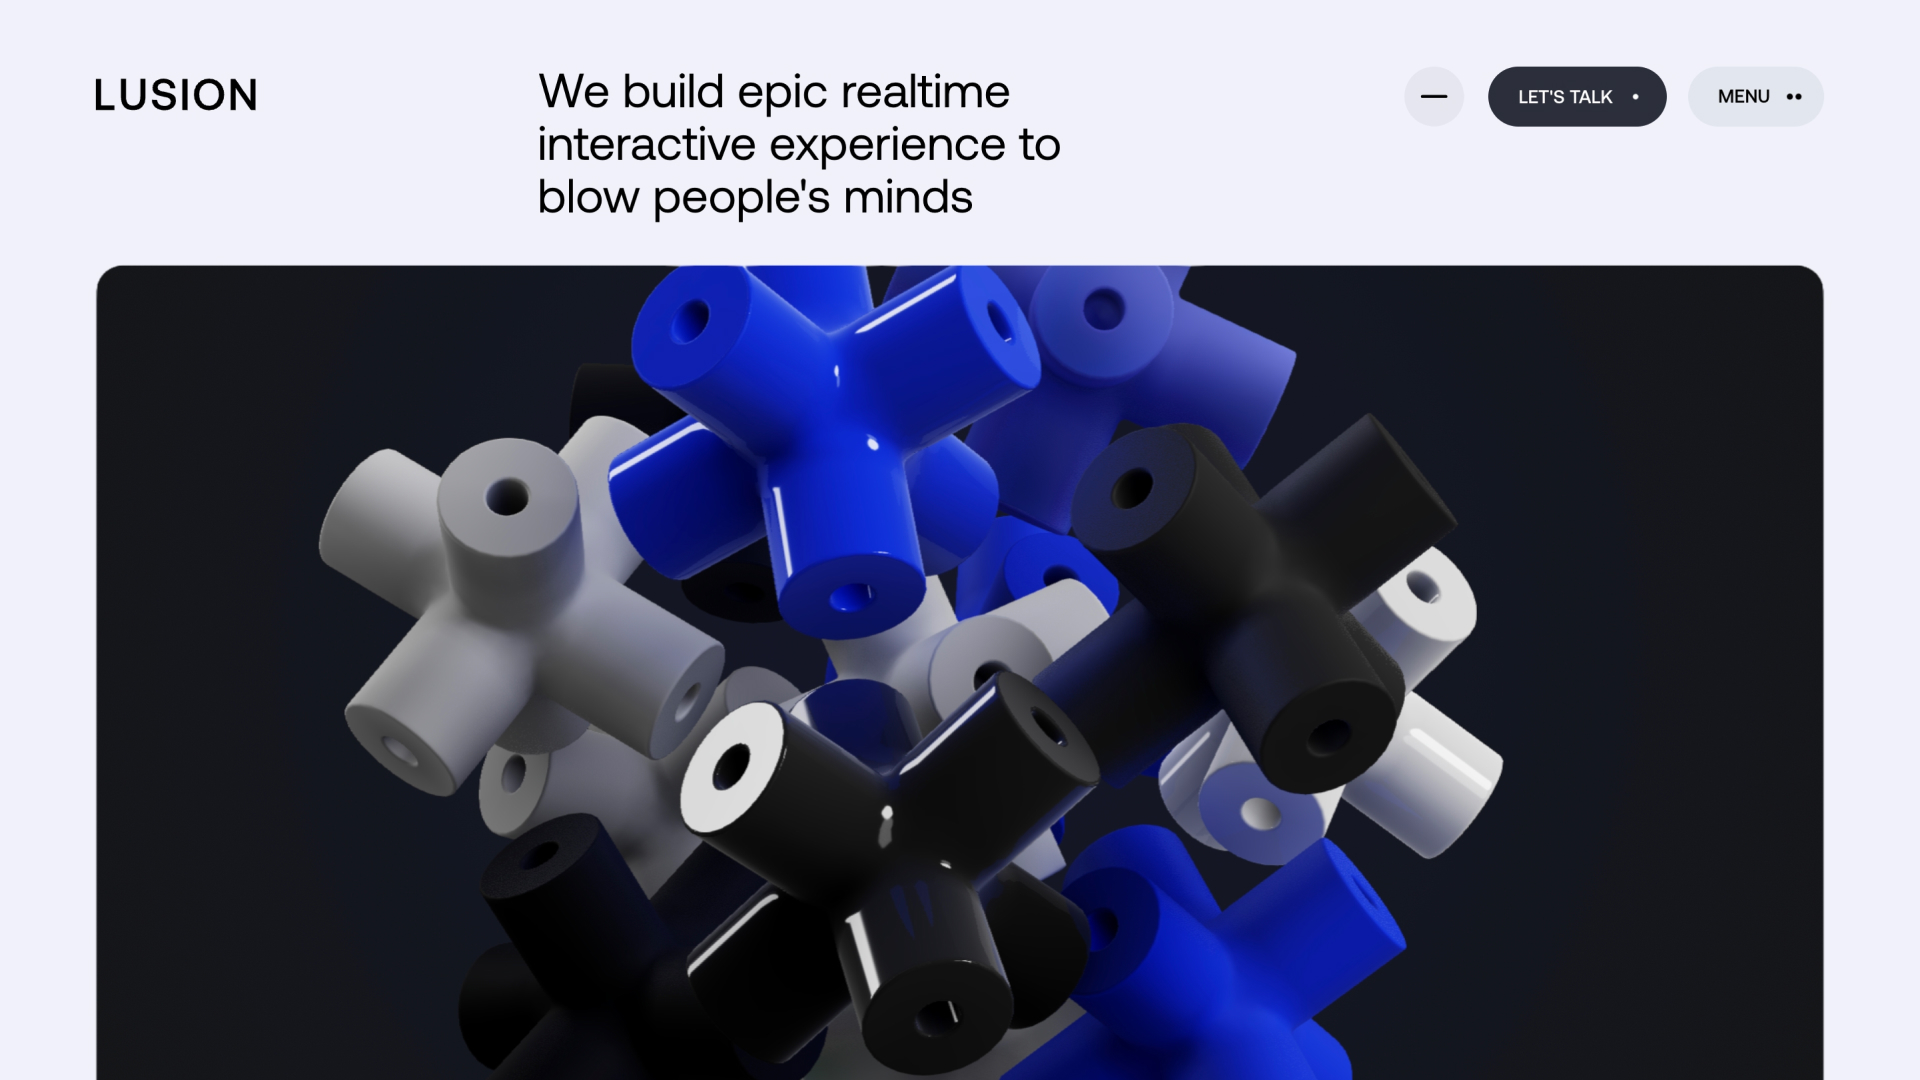 LUSION
We build epic realtime
interactive experience to
blow people's minds
LET'S TALK
MENU